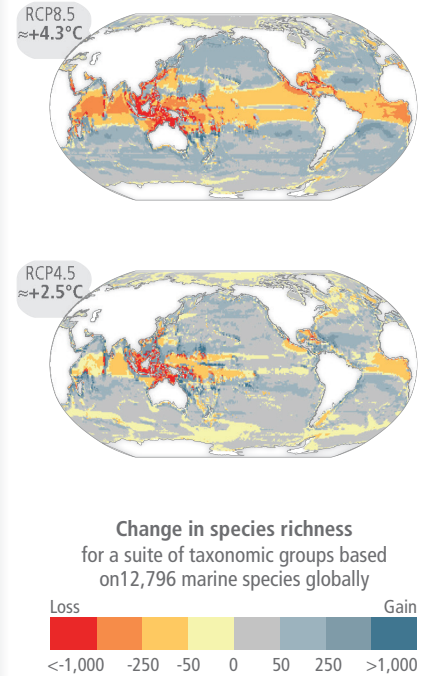 RCP8.5
≈+4.3°C
RCP4.5
≈+2.5°C
Change in species richness
for a suite of taxonomic groups based
on12,796 marine species globally
Loss Gain
<-1,000 -250 -50 0 50 250 >1,000